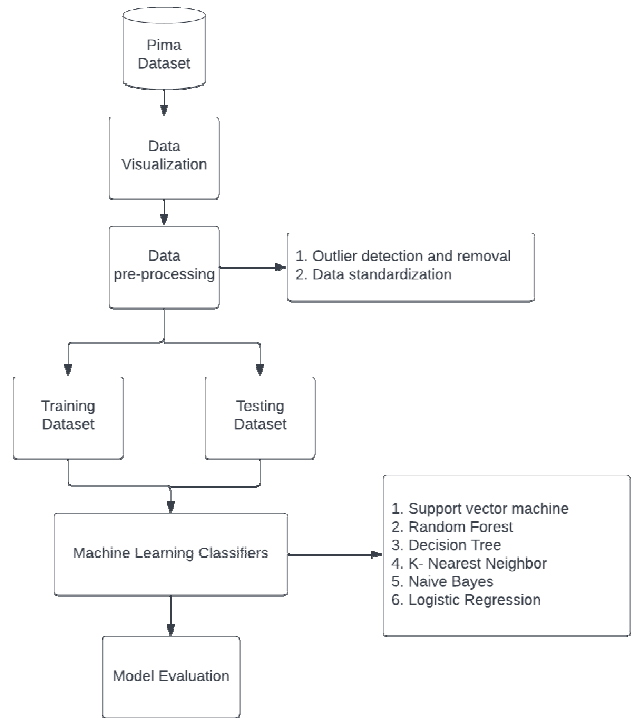 Pima
Dataset
Data
Visualization
Data
pre-processing
1. Outlier detection and removal
2. Data standardization
Training
Dataset
Testing
Dataset
Machine Learning Classifiers
1. Support vector machine
2. Random Forest
3. Decision Tree
4. K- Nearest Neighbor
5. Naive Bayes
6. Logistic Regression
Model Evaluation